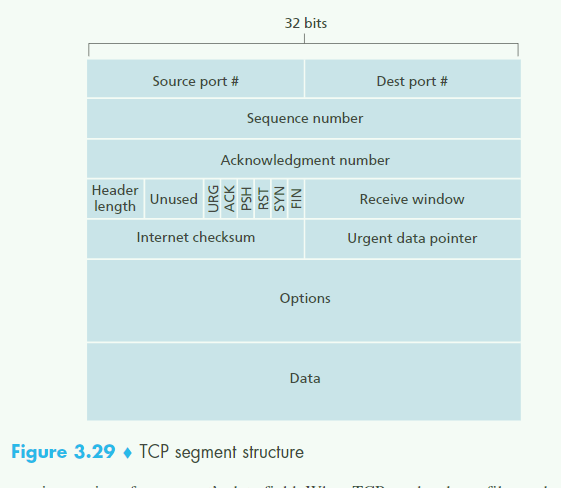 32 bits
Source port #
Dest port #
Sequence number
Acknowledgment number
Header
length
Unused
URG
ACK
PSH
RST
SYN
FIN
Receive window
Internet checksum
Urgent data pointer
Options
Data
Figure 3.29 ♦ TCP segment structure